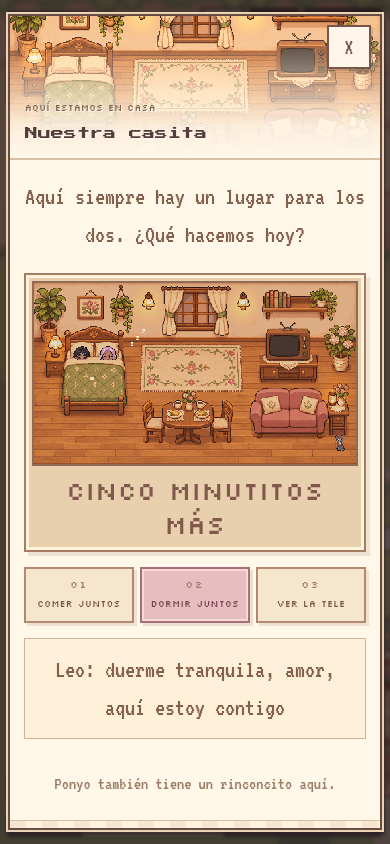 X
AQUÍ ESTAMOS EN CASA
Nuestra casita
Aquí siempre hay un lugar para los
dos. ¿Qué hacemos hoy?
z z
CINCO MINUTITOS
MÁS
01
COMER JUNTOS
02
DORMIR JUNTOS
03
VER LA TELE
Leo: duerme tranquila, amor,
aquí estoy contigo
Ponyo también tiene un rinconcito aquí.